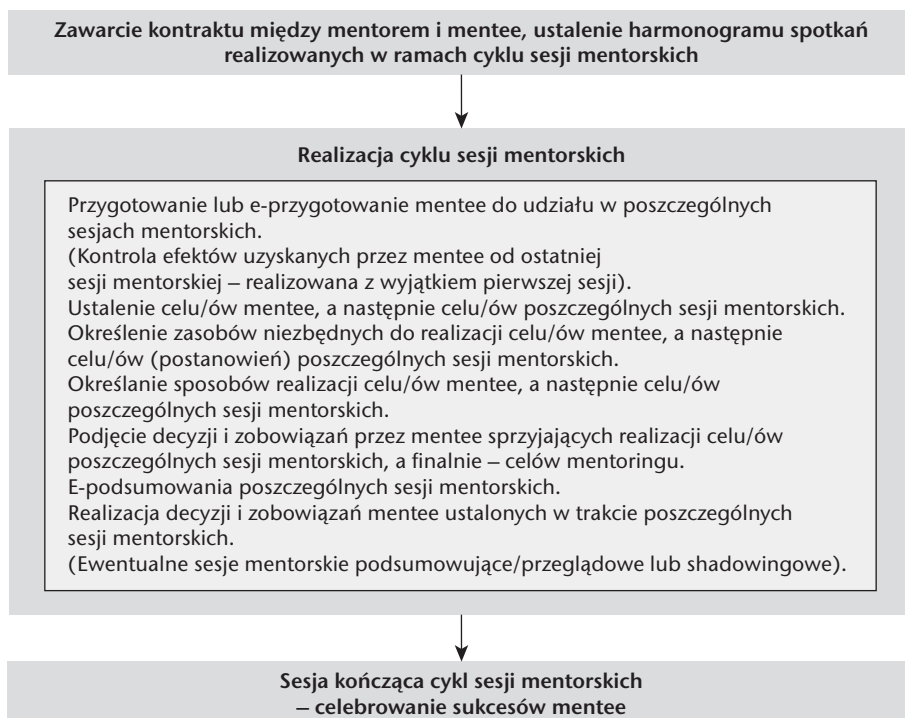 Zawarcie kontraktu między mentorem i mentee, ustalenie harmonogramu spotkań
realizowanych w ramach cyklu sesji mentorskich
Realizacja cyklu sesji mentorskich
Przygotowanie lub e-przygotowanie mentee do udziału w poszczególnych
sesjach mentorskich.
(Kontrola efektów uzyskanych przez mentee od ostatniej
sesji mentorskiej – realizowana z wyjątkiem pierwszej sesji).
Ustalenie celu/ów mentee, a następnie celu/ów poszczególnych sesji mentorskich.
Określenie zasobów niezbędnych do realizacji celu/ów mentee, a następnie
celu/ów (postanowień) poszczególnych sesji mentorskich.
Określanie sposobów realizacji celu/ów mentee, a następnie celu/ów
poszczególnych sesji mentorskich.
Podjęcie decyzji i zobowiązań przez mentee sprzyjających realizacji celu/ów
poszczególnych sesji mentorskich, a finalnie – celów mentoringu.
E-podsumowania poszczególnych sesji mentorskich.
Realizacja decyzji i zobowiązań mentee ustalonych w trakcie poszczególnych
sesji mentorskich.
(Ewentualne sesje mentorskie podsumowujące/przeglądowe lub shadowingowe).
Sesja kończąca cykl sesji mentorskich
– celebrowanie sukcesów mentee